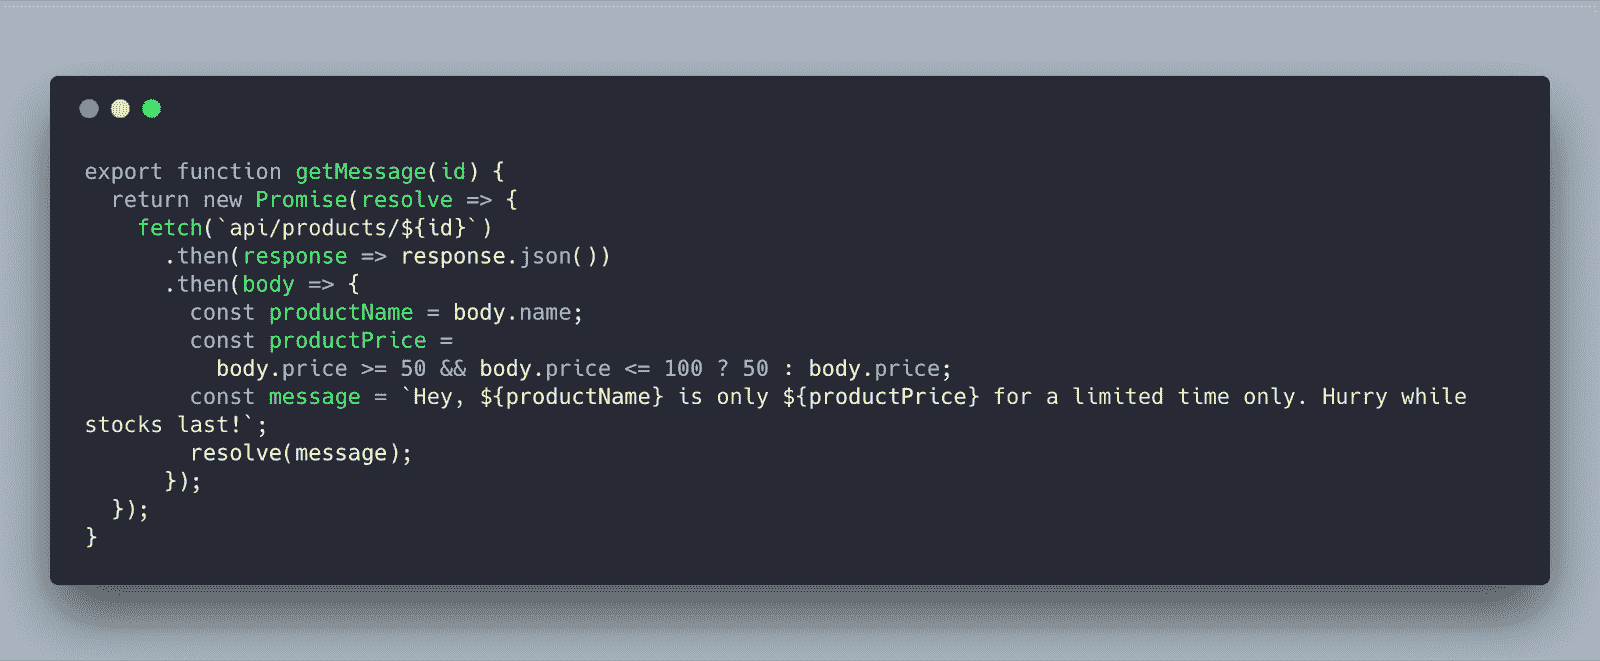 export function getMessage(id) {
  return new Promise(resolve => {
    fetch(`api/products/${id}`)
      .then(response => response.json())
      .then(body => {
        const productName = body.name;
        const productPrice =
          body.price >= 50 && body.price <= 100 ? 50 : body.price;
        const message = `Hey, ${productName} is only ${productPrice} for a limited time only. Hurry while
stocks last!`;
        resolve(message);
      });
  });
}